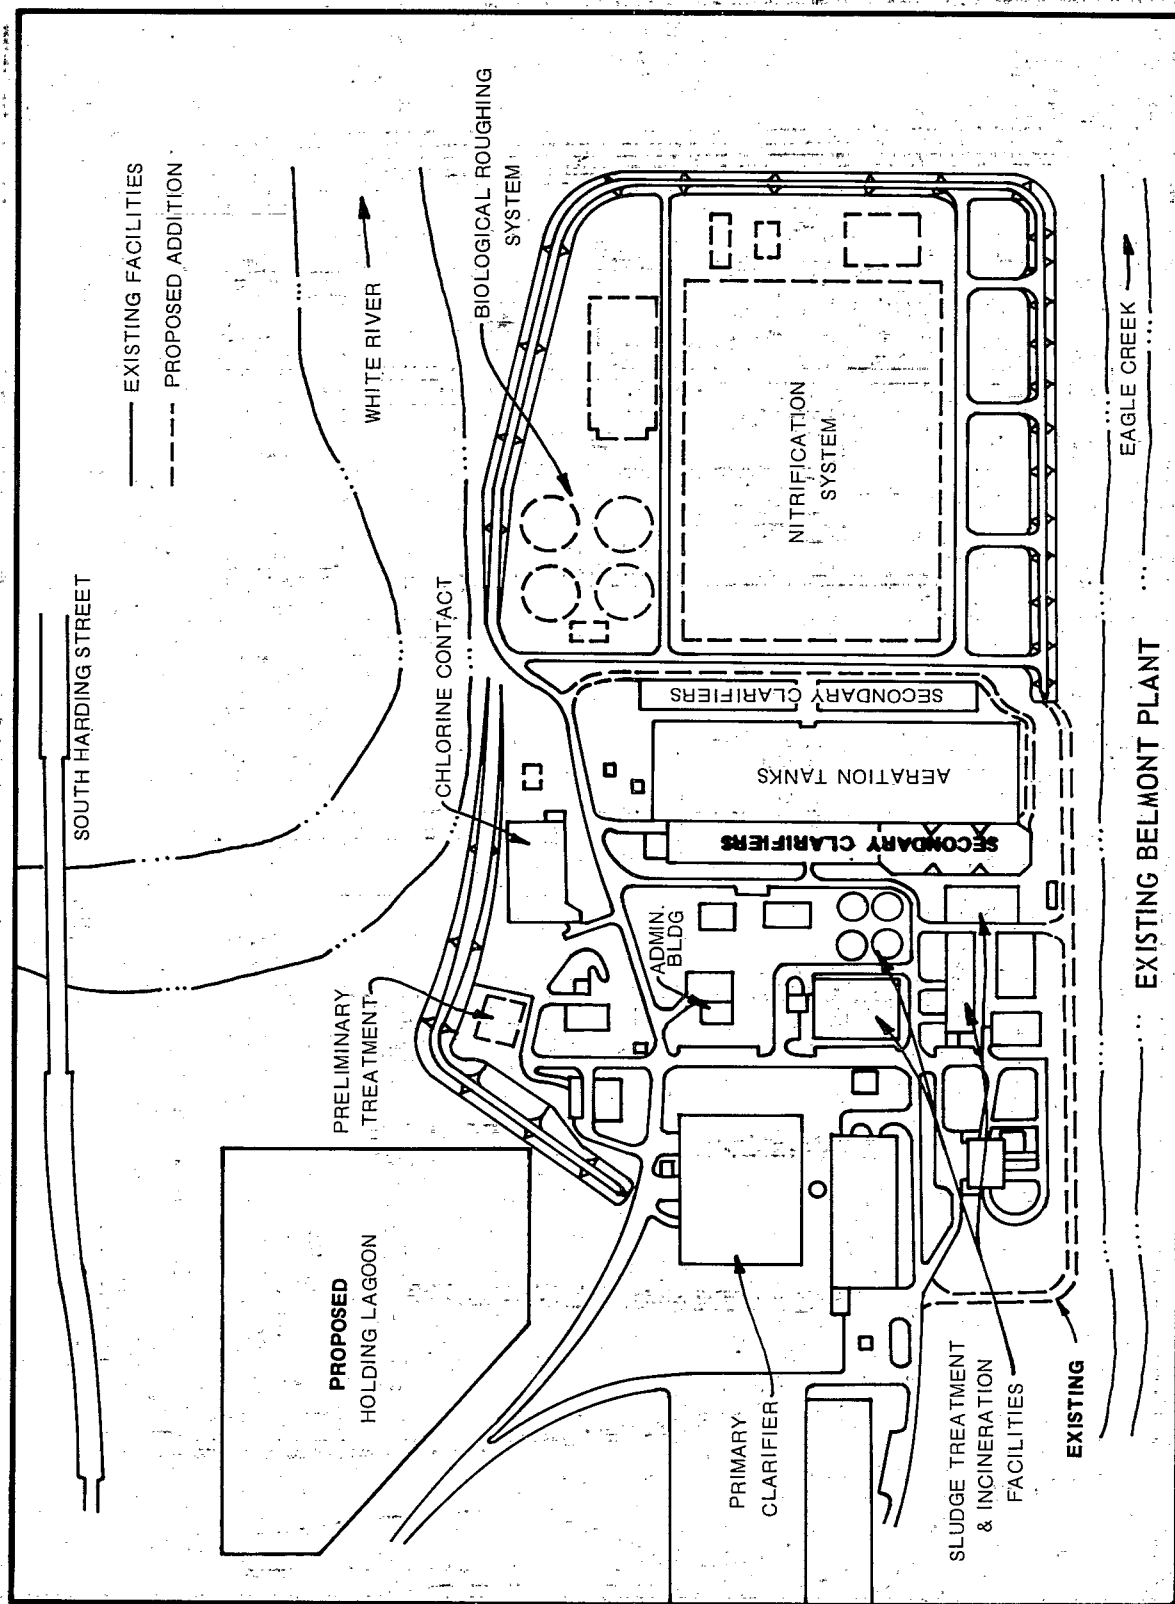 SOUTH HARDING STREET
EXISTING FACILITIES
PROPOSED ADDITION
WHITE RIVER
BIOLOGICAL ROUGHING
SYSTEM
CHLORINE CONTACT
PRELIMINARY
TREATMENT
PROPOSED
HOLDING LAGOON
NITRIFICATION
SYSTEM
SECONDARY CLARIFIERS
AERATION TANKS
SECONDARY CLARIFIERS
ADMIN.
BLDG
PRIMARY
CLARIFIER
SLUDGE TREATMENT
& INCINERATION
FACILITIES
EXISTING
EAGLE CREEK
EXISTING BELMONT PLANT